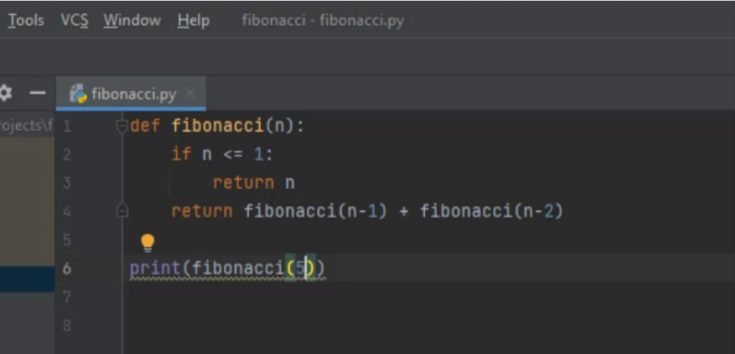 Tools VCS Window Help fibonacci - fibonacci.py
fibonacci.py
rojects\f
1 def fibonacci(n):
2     if n <= 1:
3         return n
4     return fibonacci(n-1) + fibonacci(n-2)
5
6 print(fibonacci(5))
7
8